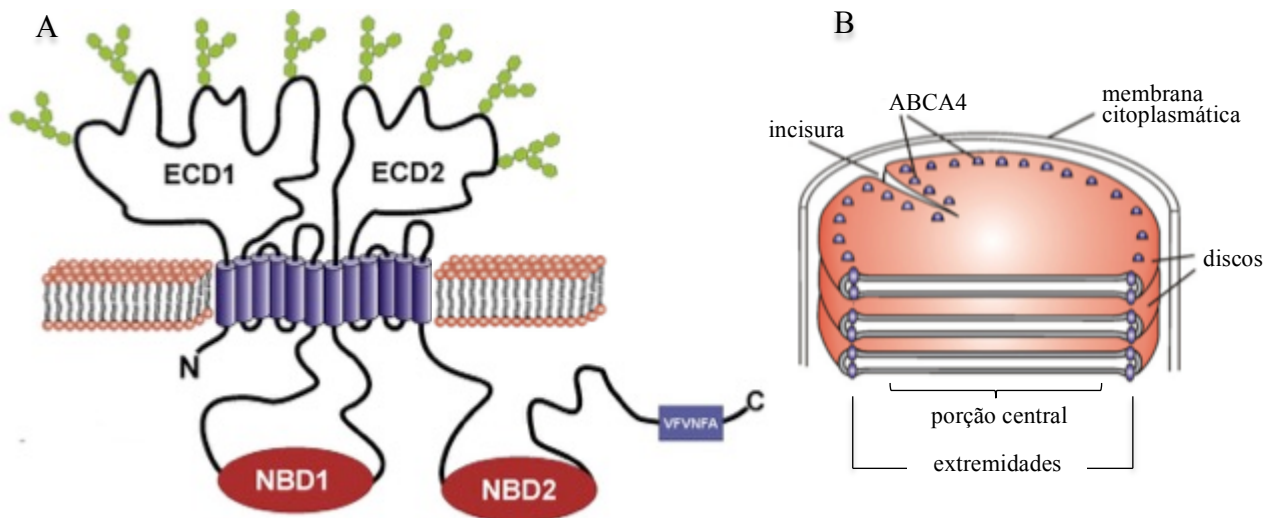 A
ECD1
ECD2
N
NBD1
NBD2
VFVNFA
C
B
ABCA4
incisura
membrana
citoplasmática
discos
porção central
extremidades